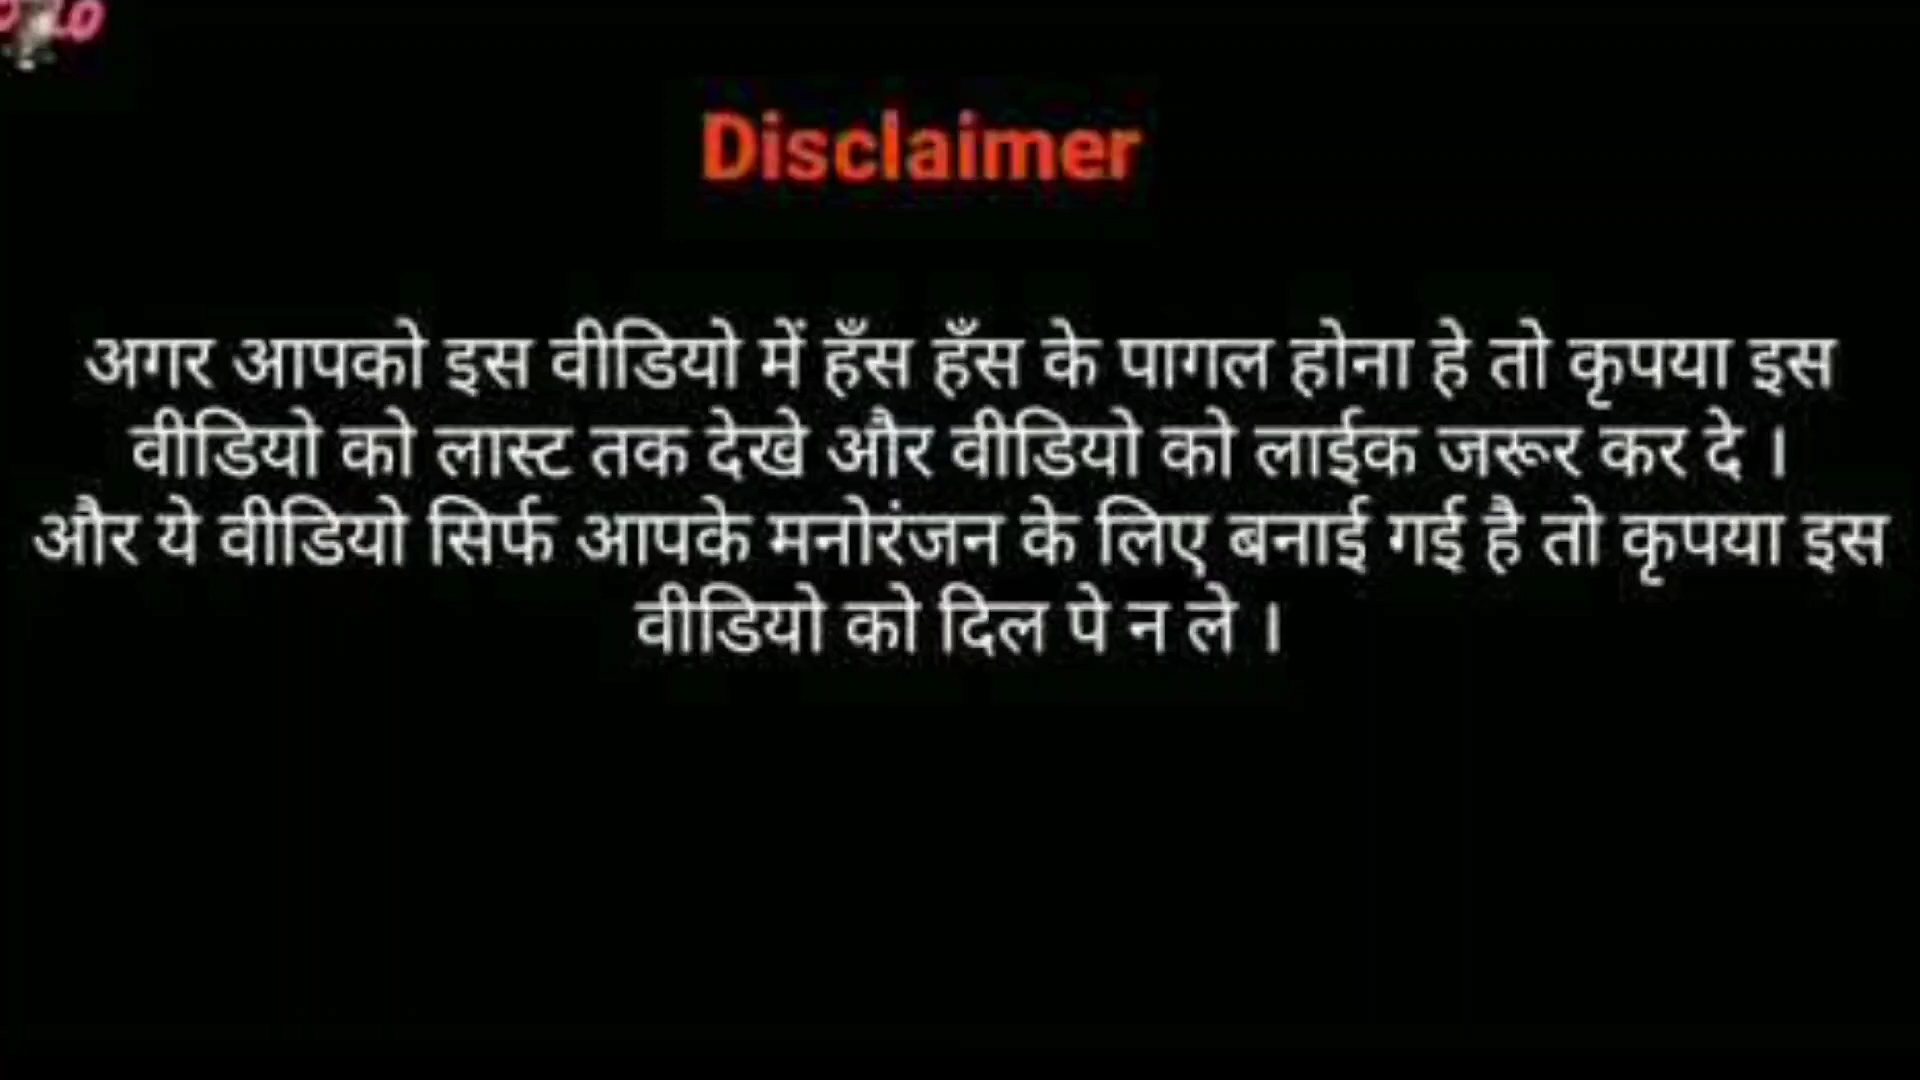 Disclaimer
अगर आपको इस वीडियो में हँस हँस के पागल होना हे तो कृपया इस
वीडियो को लास्ट तक देखे और वीडियो को लाईक जरूर कर दे ।
और ये वीडियो सिर्फ आपके मनोरंजन के लिए बनाई गई है तो कृपया इस
वीडियो को दिल पे न ले ।